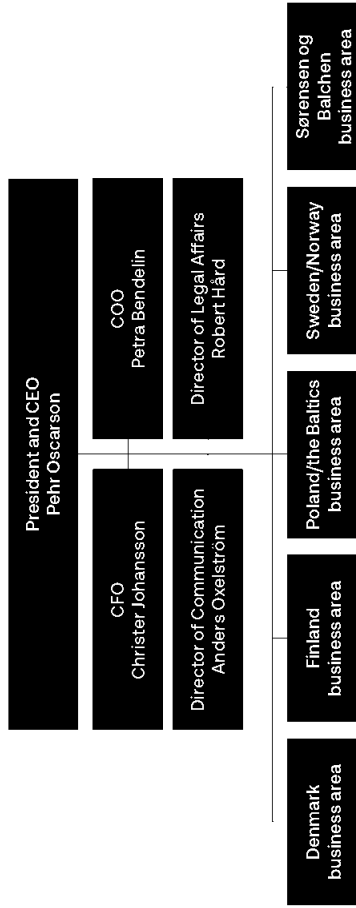 President and CEO
Pehr Oscarson
CFO
Christer Johansson
COO
Petra Bendelin
Director of Communication
Anders Oxelström
Director of Legal Affairs
Robert Hård
Denmark
business area
Finland
business area
Poland/the Baltics
business area
Sweden/Norway
business area
Sørensen og
Balchen
business area